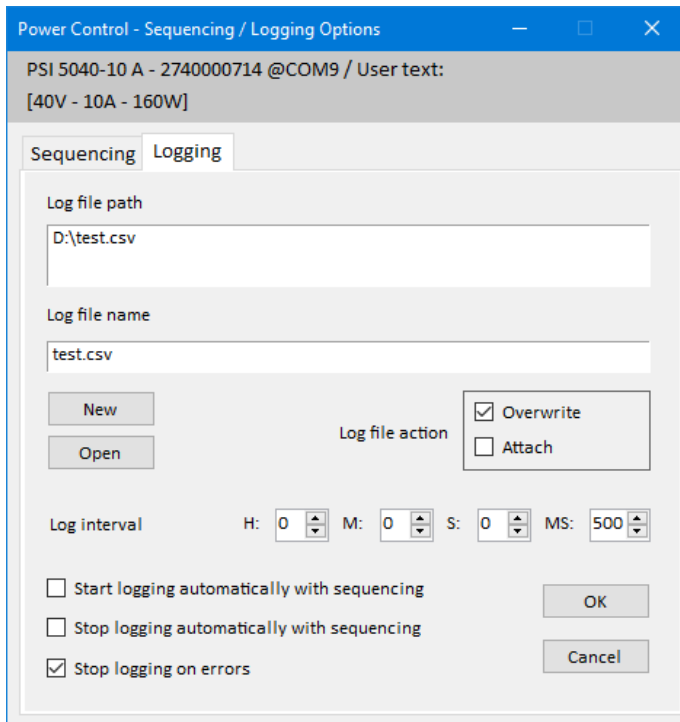 Power Control - Sequencing / Logging Options
PSI 5040-10 A - 2740000714 @COM9 / User text:
[40V - 10A - 160W]
Sequencing Logging
Log file path
D:\test.csv
Log file name
test.csv
New
Open
Log file action
Overwrite
Attach
Log interval H: 0 M: 0 S: 0 MS: 500
Start logging automatically with sequencing
Stop logging automatically with sequencing
Stop logging on errors
OK
Cancel